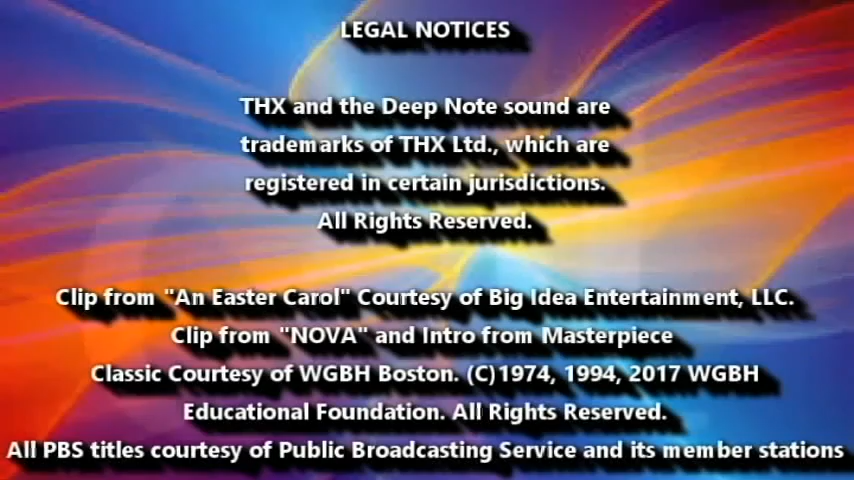 LEGAL NOTICES
THX and the Deep Note sound are
trademarks of THX Ltd., which are
registered in certain jurisdictions.
All Rights Reserved.
Clip from "An Easter Carol" Courtesy of Big Idea Entertainment, LLC.
Clip from "NOVA" and Intro from Masterpiece
Classic Courtesy of WGBH Boston. (C)1974, 1994, 2017 WGBH
Educational Foundation. All Rights Reserved.
All PBS titles courtesy of Public Broadcasting Service and its member stations